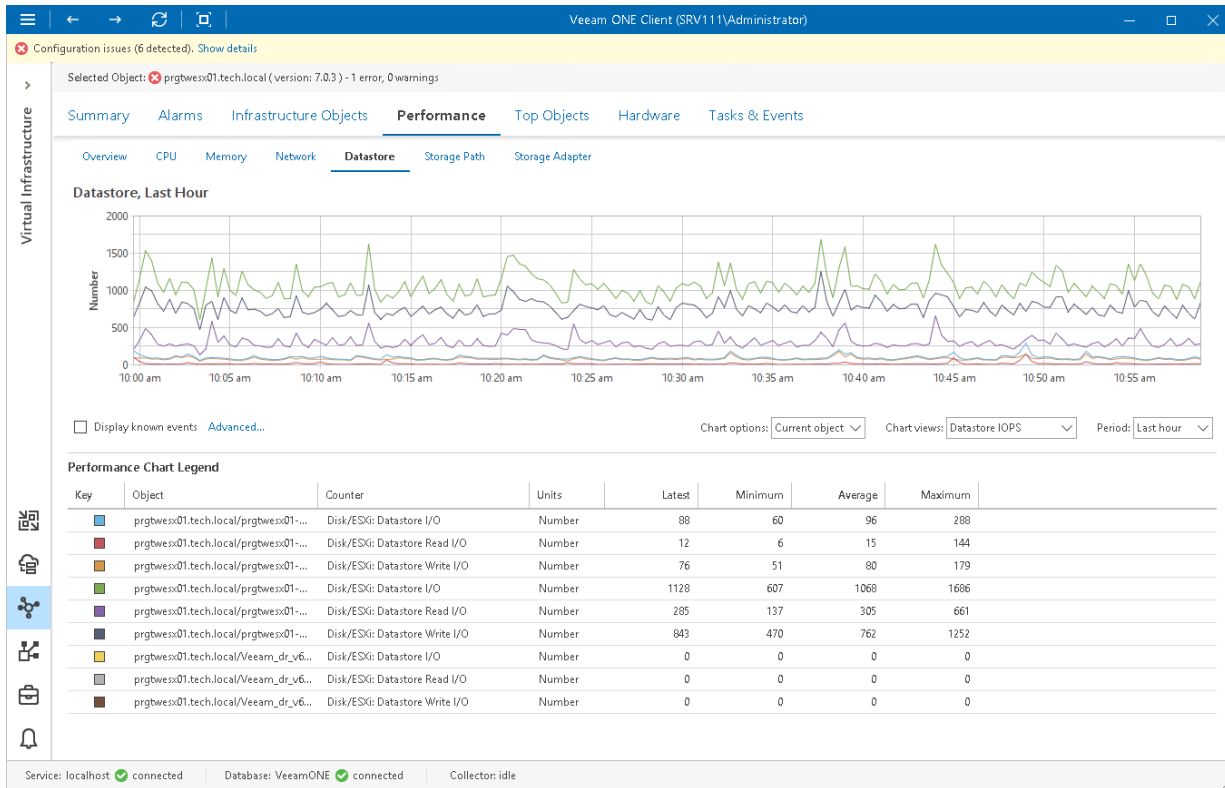 Veeam ONE Client (SRV111\Administrator)
Configuration issues (6 detected). Show details
Virtual Infrastructure
Selected Object: prgtwesx01.tech.local ( version: 7.0.3 ) - 1 error, 0 warnings
Summary Alarms Infrastructure Objects Performance Top Objects Hardware Tasks & Events
Overview CPU Memory Network Datastore Storage Path Storage Adapter
Datastore, Last Hour
Number
2000
1500
1000
500
0
10:00 am 10:05 am 10:10 am 10:15 am 10:20 am 10:25 am 10:30 am 10:35 am 10:40 am 10:45 am 10:50 am 10:55 am
Display known events Advanced... Chart options: Current object Chart views: Datastore IOPS Period: Last hour
Performance Chart Legend
Key Object Counter Units Latest Minimum Average Maximum
prgtwesx01.tech.local/prgtwesx01-... Disk/ESXi: Datastore I/O Number 88 60 96 288
prgtwesx01.tech.local/prgtwesx01-... Disk/ESXi: Datastore Read I/O Number 12 6 15 144
prgtwesx01.tech.local/prgtwesx01-... Disk/ESXi: Datastore Write I/O Number 76 51 80 179
prgtwesx01.tech.local/prgtwesx01-... Disk/ESXi: Datastore I/O Number 1128 607 1068 1686
prgtwesx01.tech.local/prgtwesx01-... Disk/ESXi: Datastore Read I/O Number 285 137 305 661
prgtwesx01.tech.local/prgtwesx01-... Disk/ESXi: Datastore Write I/O Number 843 470 762 1252
prgtwesx01.tech.local/Veeam_dr_v6... Disk/ESXi: Datastore I/O Number 0 0 0 0
prgtwesx01.tech.local/Veeam_dr_v6... Disk/ESXi: Datastore Read I/O Number 0 0 0 0
prgtwesx01.tech.local/Veeam_dr_v6... Disk/ESXi: Datastore Write I/O Number 0 0 0 0
Service: localhost connected Database: VeeamONE connected Collector: idle